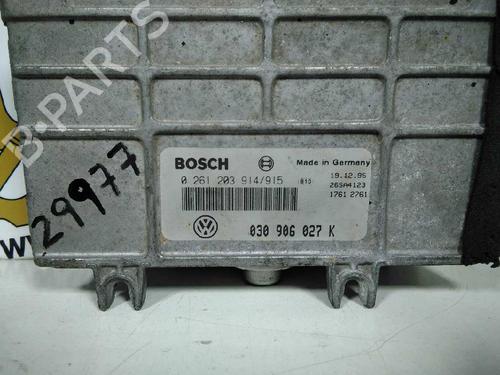 BOSCH
Made in Germany
0 261 203 914/915
19.12.95
26SA4123
1761 2761
030 906 027 K
29977
B-PARTS